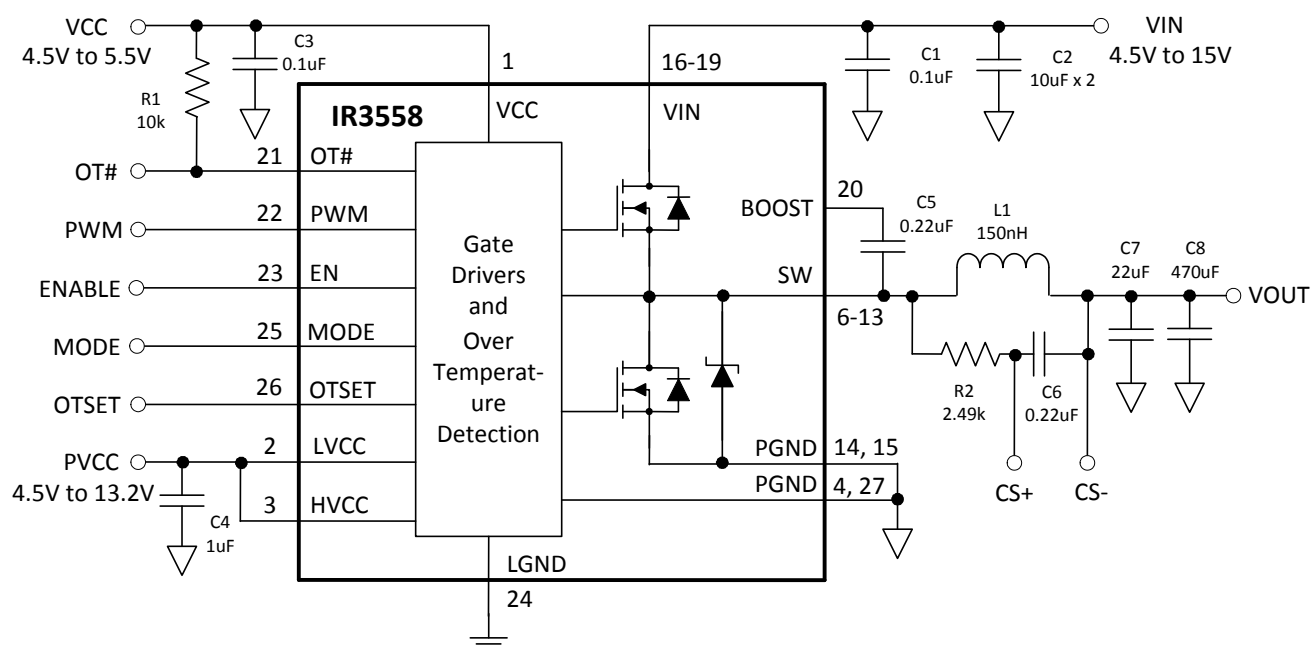 VCC
4.5V to 5.5V
R1
10k
C3
0.1uF
1
16-19
C1
0.1uF
C2
10uF x 2
VIN
4.5V to 15V
IR3558
VCC
VIN
OT#
21
OT#
PWM
22
PWM
ENABLE
23
EN
MODE
25
MODE
OTSET
26
OTSET
PVCC
4.5V to 13.2V
2
LVCC
3
HVCC
C4
1uF
Gate
Drivers
and
Over
Temperat-
ure
Detection
BOOST
20
C5
0.22uF
SW
6-13
L1
150nH
C7
22uF
C8
470uF
VOUT
R2
2.49k
C6
0.22uF
CS+
CS-
PGND
14, 15
PGND
4, 27
LGND
24